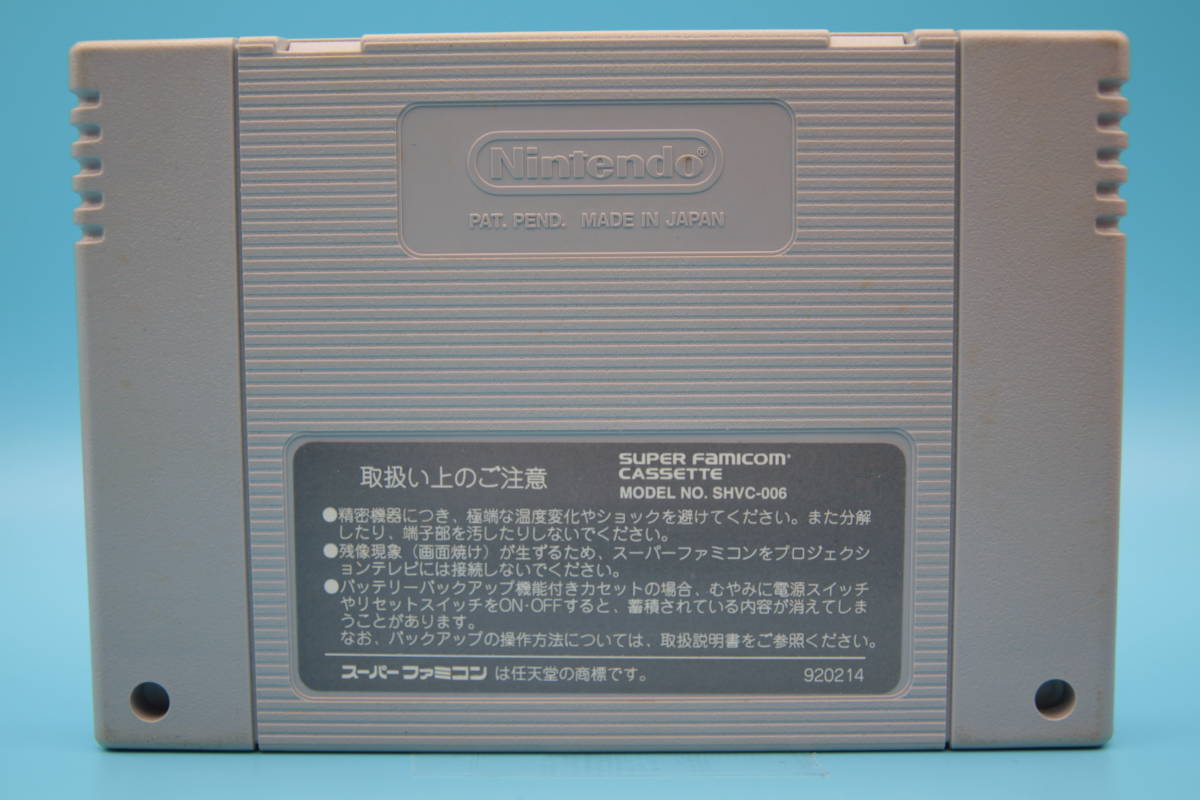 Nintendo®
PAT. PEND. MADE IN JAPAN
取扱い上のご注意
SUPER FAMICOM®
CASSETTE
MODEL NO. SHVC-006
●精密機器につき、極端な温度変化やショックを避けてください。また分解
したり、端子部を汚したりしないでください。
●残像現象（画面焼け）が生ずるため、スーパーファミコンをプロジェクシ
ョンテレビには接続しないでください。
●バッテリーバックアップ機能付きカセットの場合、むやみに電源スイッチ
やリセットスイッチをON・OFFすると、蓄積されている内容が消えてしま
うことがあります。
なお、バックアップの操作方法については、取扱説明書をご参照ください。
スーパーファミコン は任天堂の商標です。 920214